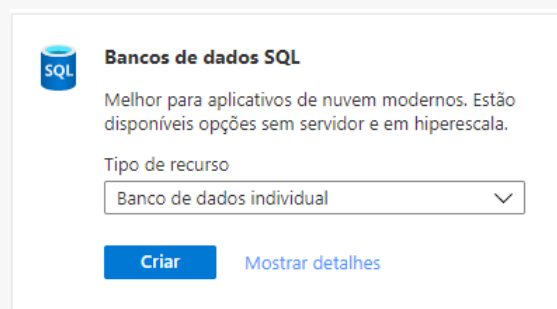 SQL
Bancos de dados SQL
Melhor para aplicativos de nuvem modernos. Estão
disponíveis opções sem servidor e em hiperescala.
Tipo de recurso
Banco de dados individual
Criar Mostrar detalhes